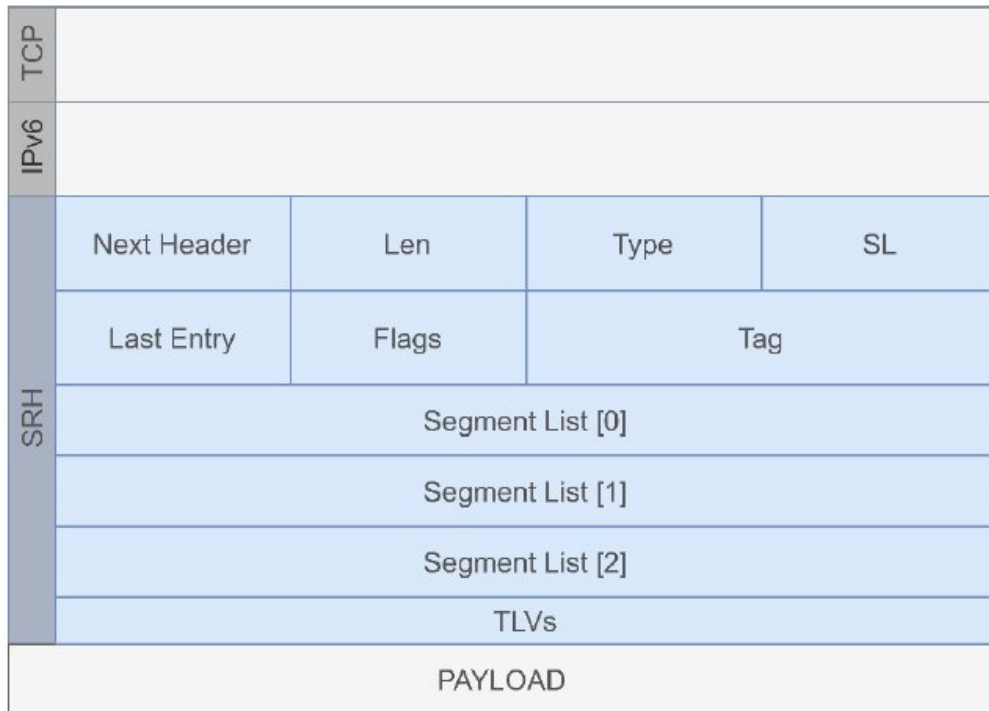 TCP
IPv6
SRH
Next Header Len Type SL
Last Entry Flags Tag
Segment List [0]
Segment List [1]
Segment List [2]
TLVs
PAYLOAD